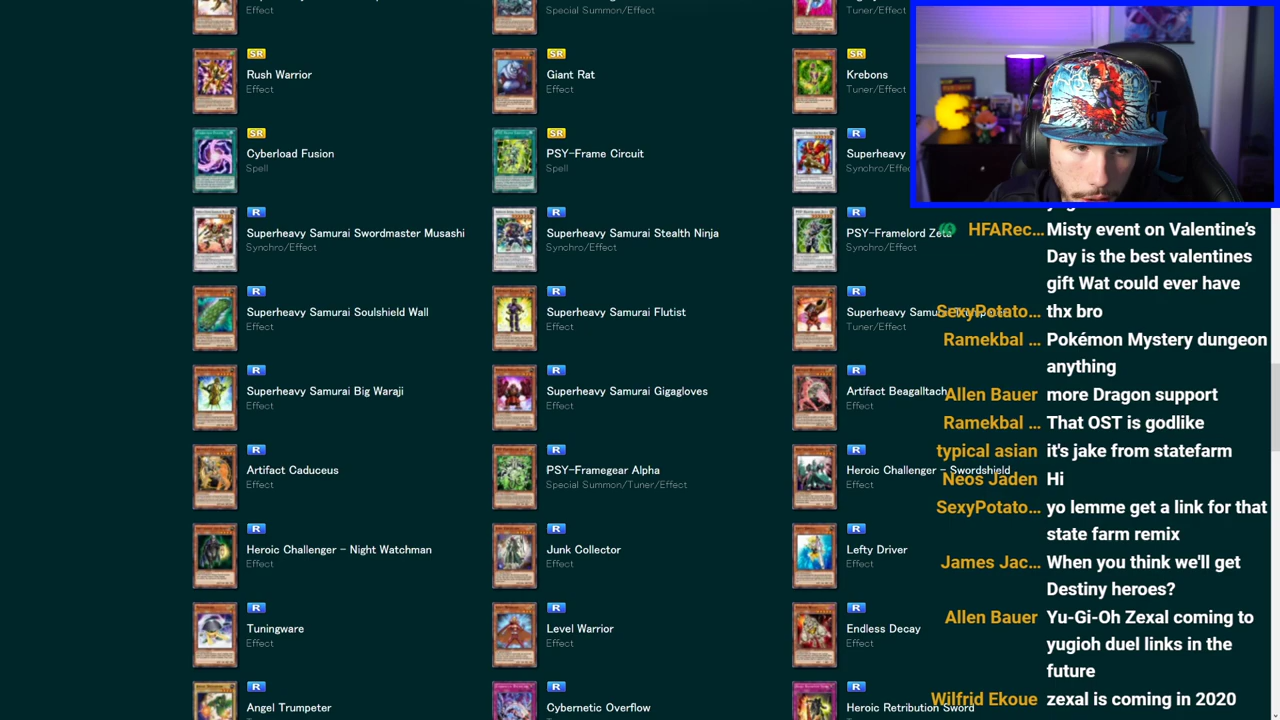 Effect
Special Summon/Effect
Tuner/Effect
SR
SR
SR
Rush Warrior
Giant Rat
Krebons
Effect
Effect
Tuner/Effect
SR
SR
R
Cyberload Fusion
PSY-Frame Circuit
Superheavy
Spell
Spell
Synchro/Effec
R
R
R
Superheavy Samurai Swordmaster Musashi
Superheavy Samurai Stealth Ninja
PSY-Framelord Zeta
Synchro/Effect
Synchro/Effect
Synchro/Effect
R
R
R
Superheavy Samurai Soulshield Wall
Superheavy Samurai Flutist
Superheavy Samurai
Effect
Effect
Tuner/Effect
R
R
R
Superheavy Samurai Big Waraji
Superheavy Samurai Gigagloves
Artifact Beagalltach
Effect
Effect
Effect
R
R
R
Artifact Caduceus
PSY-Framegear Alpha
Heroic Challenger - Swordshield
Effect
Special Summon/Tuner/Effect
Effect
R
R
R
Heroic Challenger - Night Watchman
Junk Collector
Lefty Driver
Effect
Effect
Effect
R
R
R
Tuningware
Level Warrior
Endless Decay
Effect
Effect
Effect
R
R
R
Angel Trumpeter
Cybernetic Overflow
Heroic Retribution Sword
HFARec... Misty event on Valentine's
Day is the best valentines
gift Wat could ever have
SexyPotato... thx bro
Ramekbal ... Pokémon Mystery dungeon
anything
Allen Bauer more Dragon support
Ramekbal ... That OST is godlike
typical asian it's jake from statefarm
Neos Jaden Hi
SexyPotato... yo lemme get a link for that
state farm remix
James Jac... When you think we'll get
Destiny heroes?
Allen Bauer Yu-Gi-Oh Zexal coming to
yugioh duel links in the
future
Wilfrid Ekoue zexal is coming in 2020